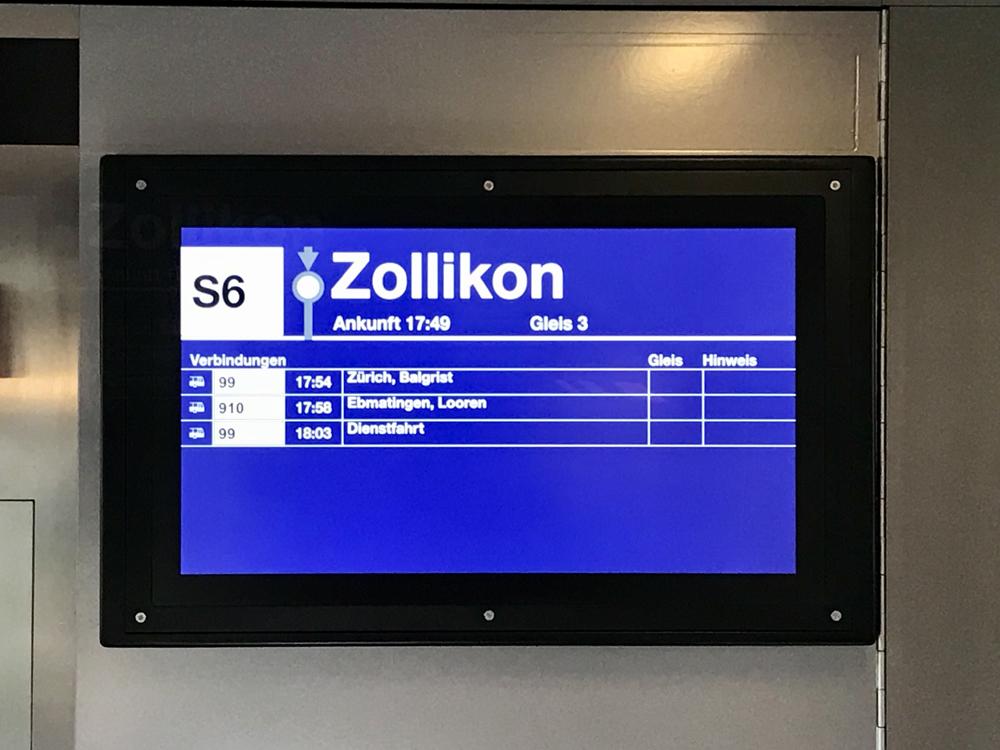 S6 Zollikon
Ankunft 17:49 Gleis 3
Verbindungen Gleis Hinweis
99 17:54 Zürich, Balgrist
910 17:58 Ebmatingen, Looren
99 18:03 Dienstfahrt